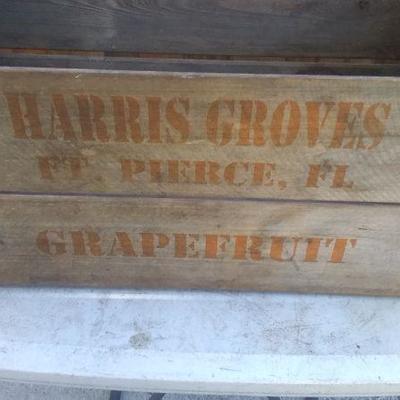 HARRIS GROVES
FT. PIERCE, FL
GRAPEFRUIT